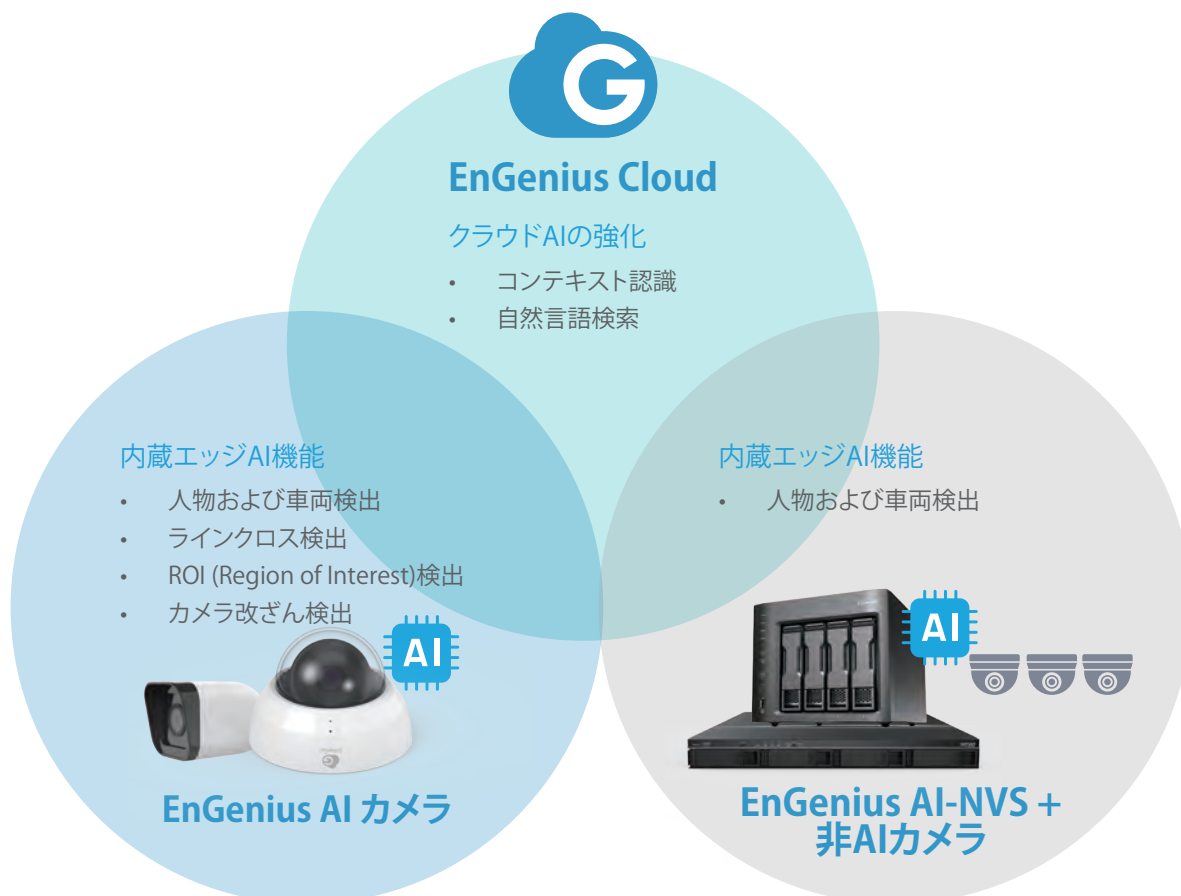 G
EnGenius Cloud
クラウドAIの強化
• コンテキスト認識
• 自然言語検索
内蔵エッジAI機能
• 人物および車両検出
• ラインクロス検出
• ROI (Region of Interest)検出
• カメラ改ざん検出
AI
EnGenius AI カメラ
内蔵エッジAI機能
• 人物および車両検出
AI
EnGenius AI-NVS +
非AIカメラ